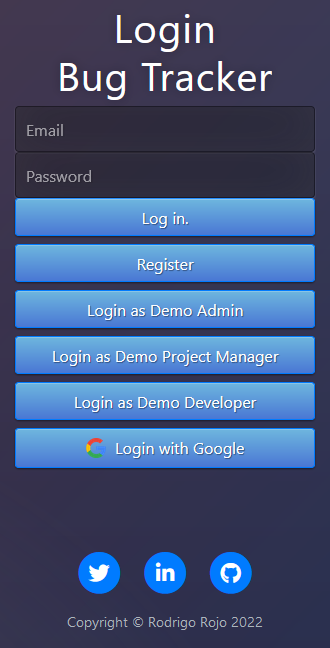 Login
Bug Tracker
Email
Password
Log in.
Register
Login as Demo Admin
Login as Demo Project Manager
Login as Demo Developer
Login with Google
Copyright © Rodrigo Rojo 2022